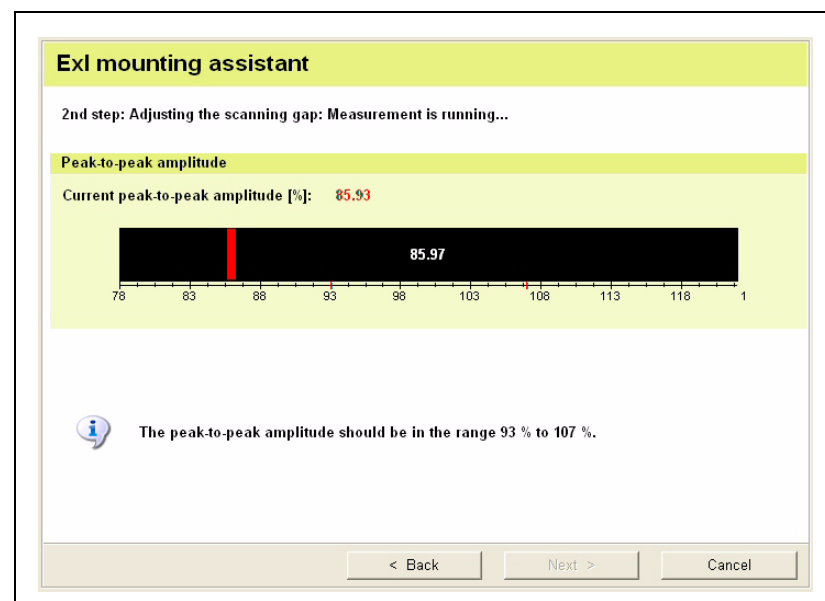 ExI mounting assistant
2nd step: Adjusting the scanning gap: Measurement is running...
Peak-to-peak amplitude
Current peak-to-peak amplitude [%]: 85.93
85.97
78 83 88 93 98 103 108 113 118 1
The peak-to-peak amplitude should be in the range 93 % to 107 %.
< Back Next > Cancel